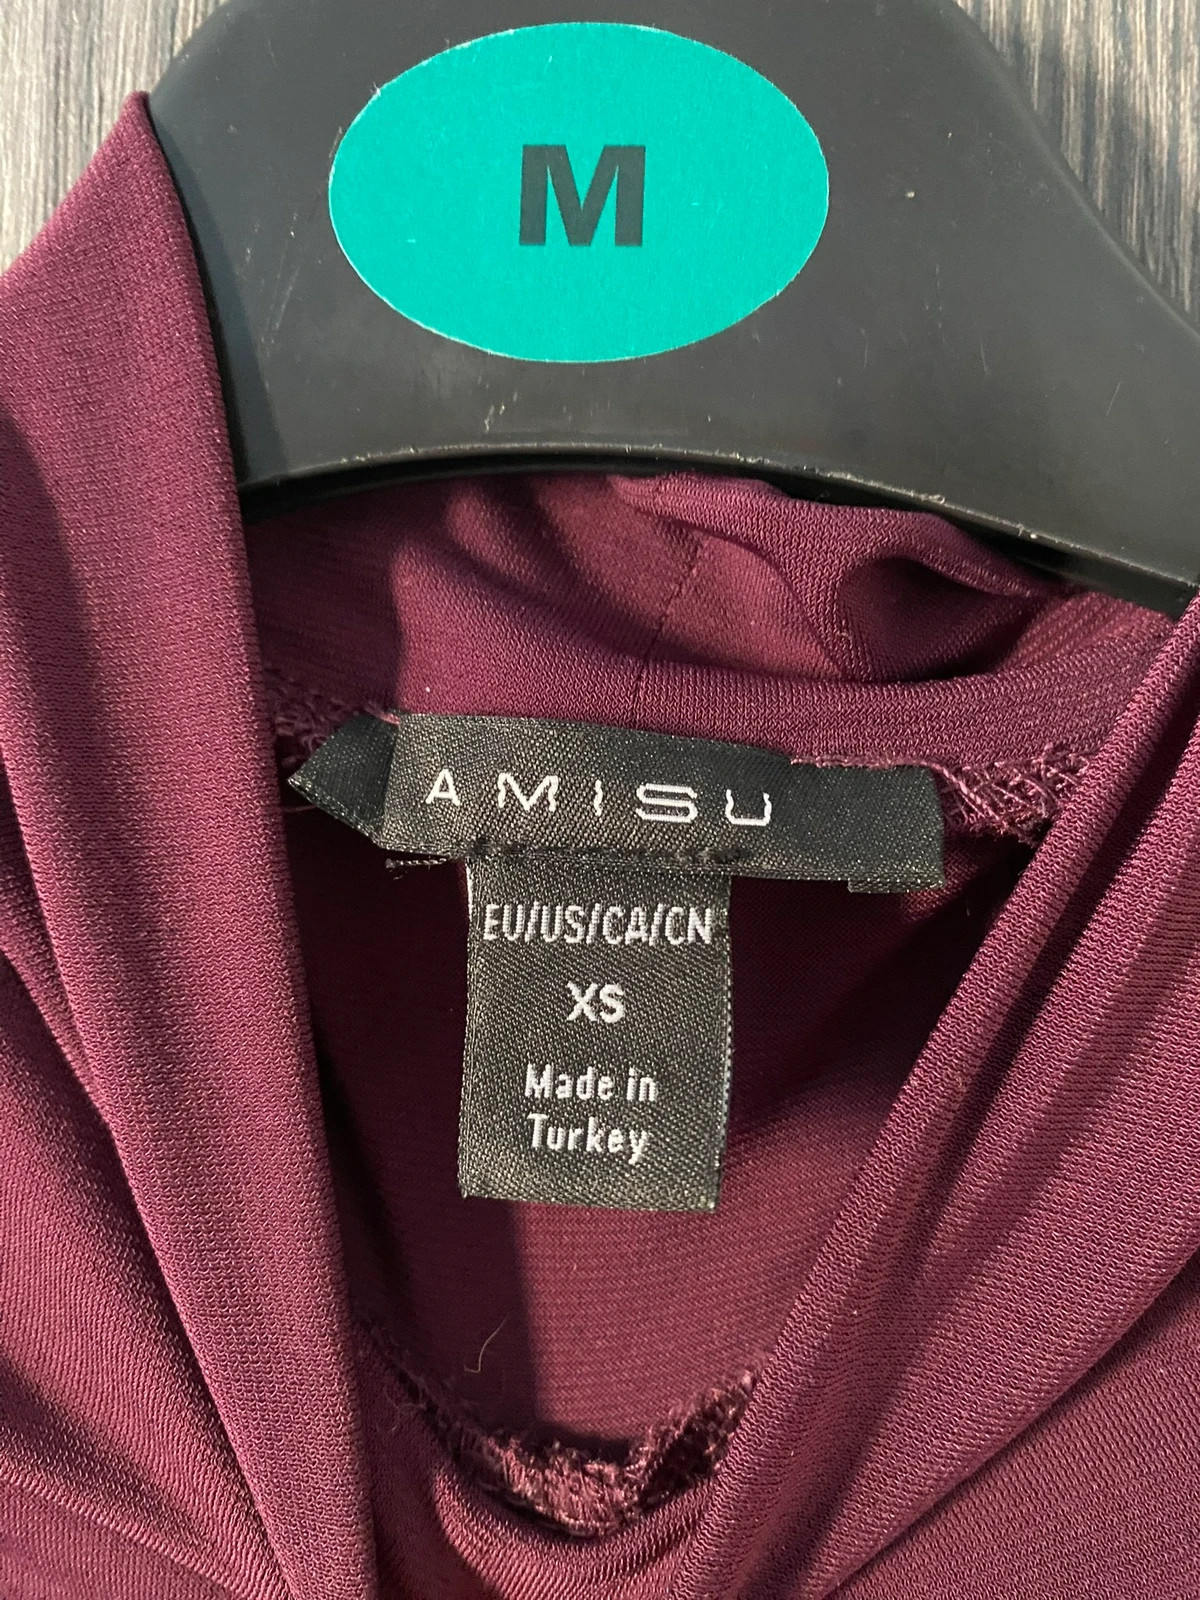 M
AMISU
EU/US/CA/CN
XS
Made in
Turkey